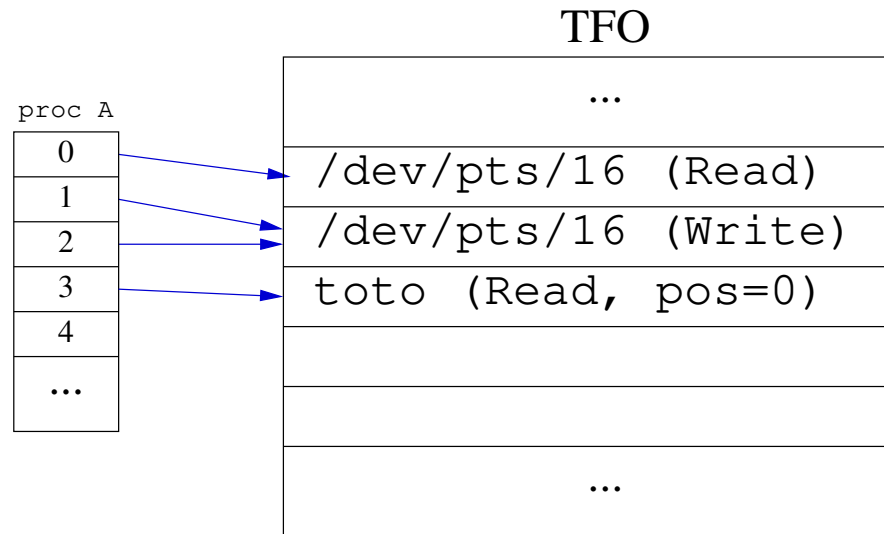 TFO
...
proc A
0
/dev/pts/16 (Read)
1
/dev/pts/16 (Write)
2
3
toto (Read, pos=0)
4
...
...